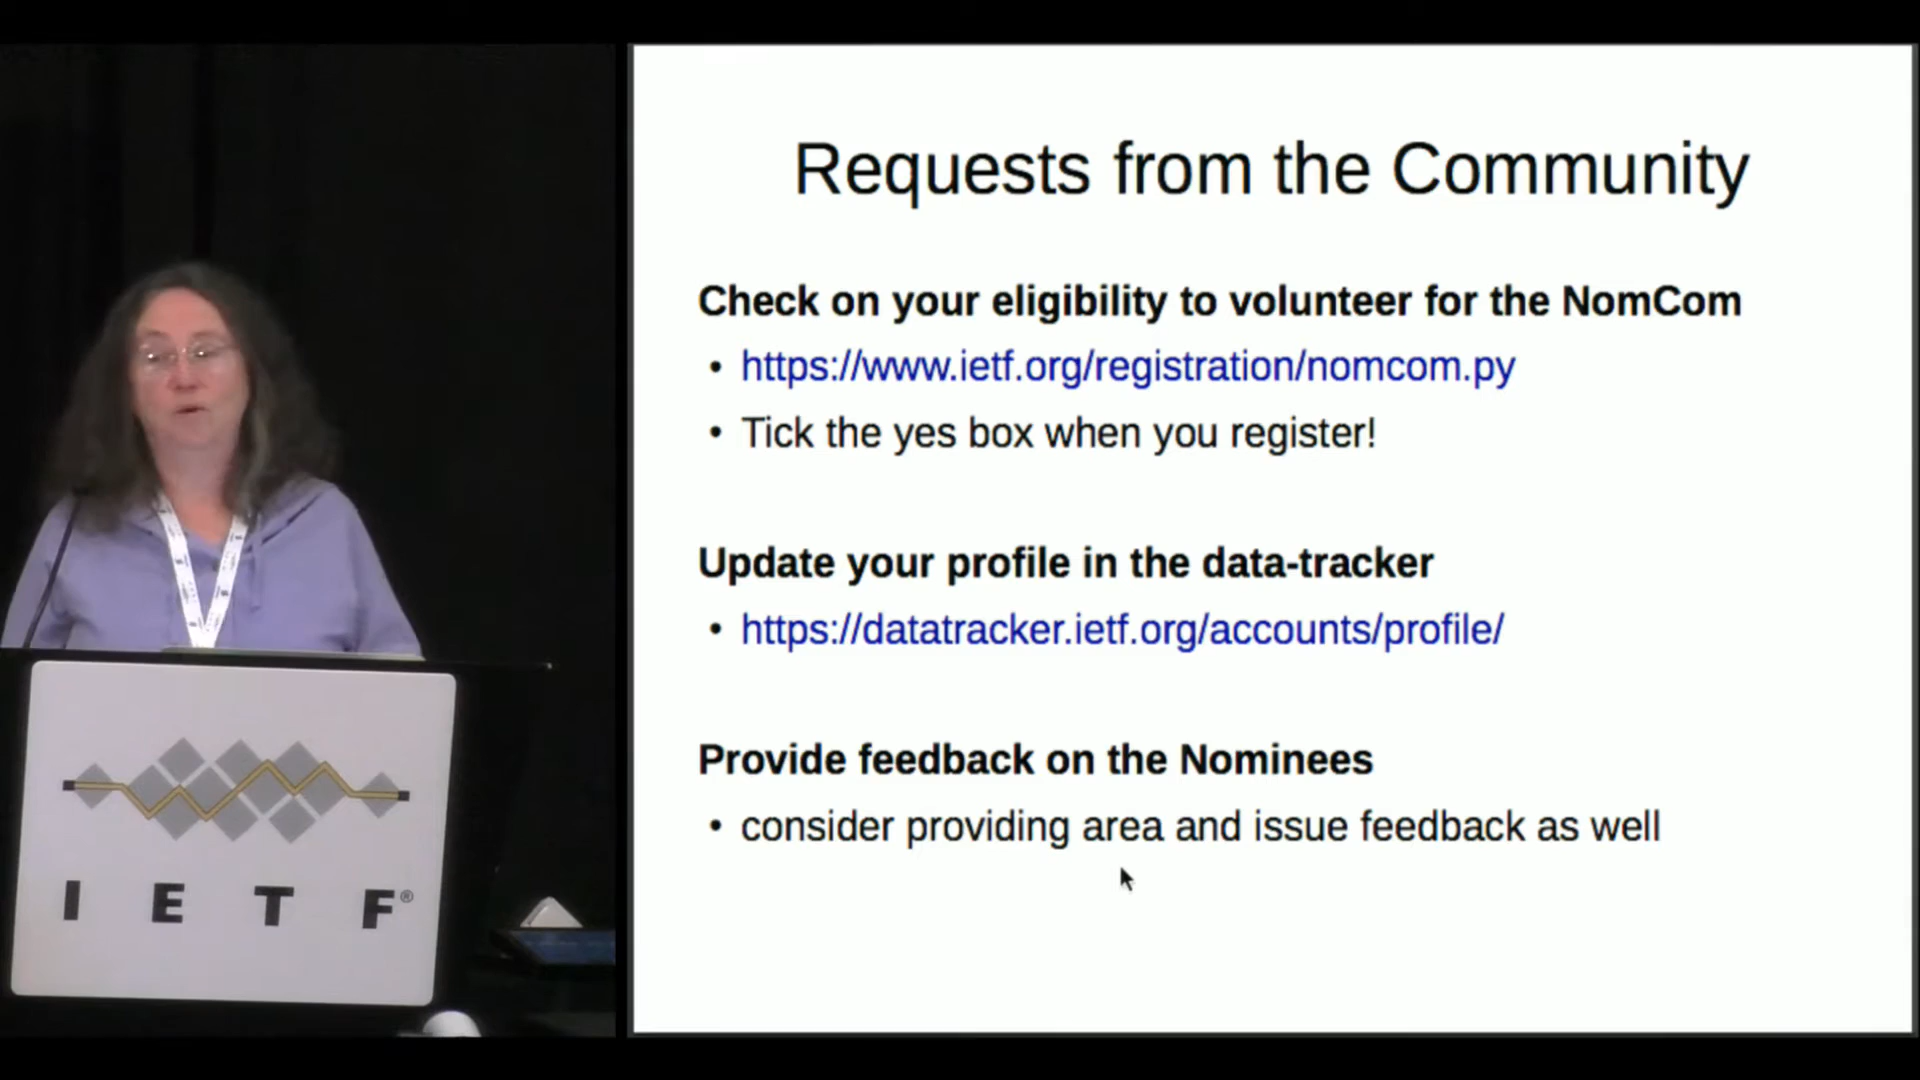 Requests from the Community
Check on your eligibility to volunteer for the NomCom
• https://www.ietf.org/registration/nomcom.py
• Tick the yes box when you register!
Update your profile in the data-tracker
• https://datatracker.ietf.org/accounts/profile/
Provide feedback on the Nominees
• consider providing area and issue feedback as well
I E T F®